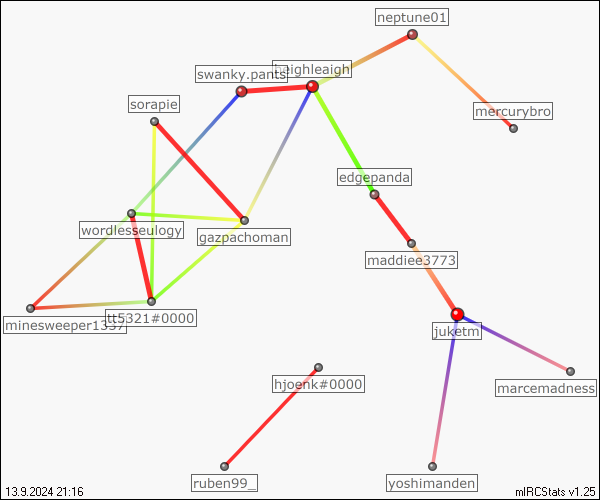 neptune01
heighleaigh
swanky.pants
sorapie
mercurybro
edgepanda
wordlesseulogy
gazpachoman
maddiee3773
tt5321#0000
minesweeper1337
juketm
hjoenk#0000
marcemadness
ruben99_
yoshimanden
13.9.2024 21:16
mIRCStats v1.25